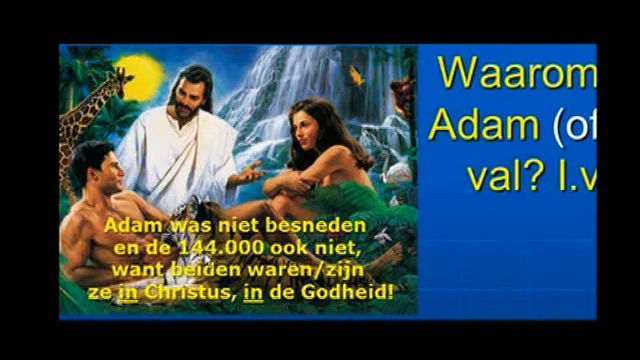 Waarom
Adam (of
val? I.v
Adam was niet besneden
en de 144.000 ook niet,
want beiden waren/zijn
ze in Christus, in de Godheid!